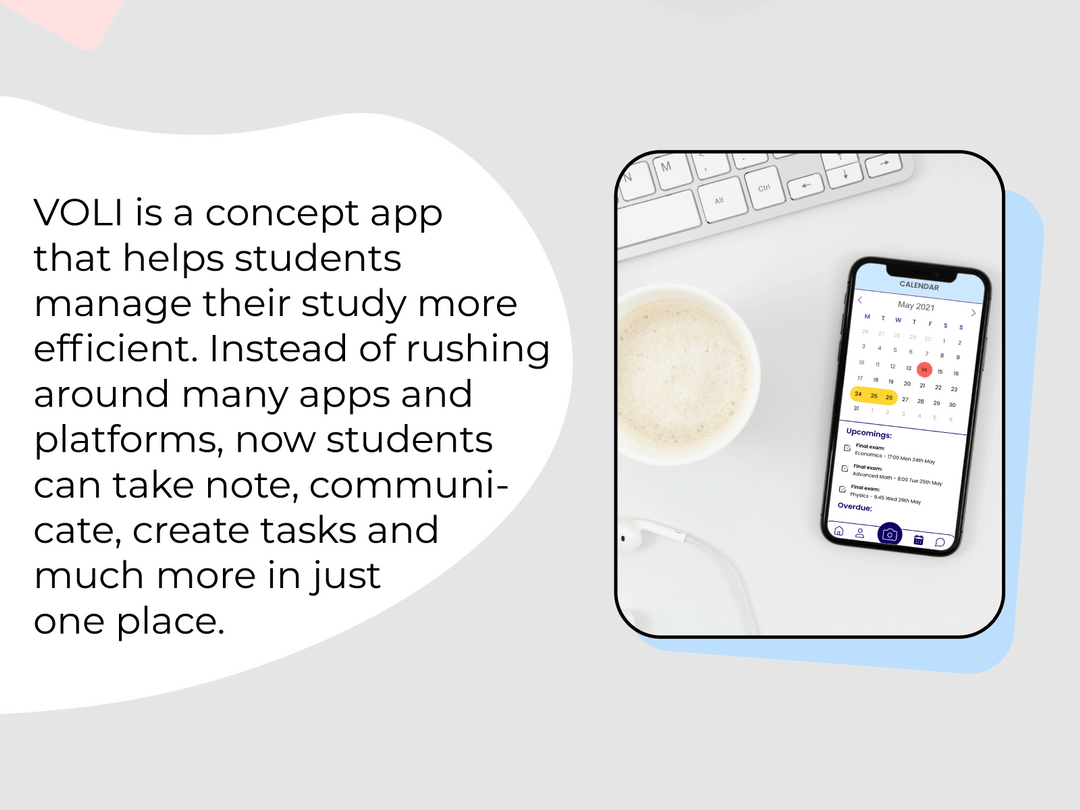 VOLI is a concept app
that helps students
manage their study more
efficient. Instead of rushing
around many apps and
platforms, now students
can take note, communi-
cate, create tasks and
much more in just
one place.
N M
Alt Ctrl
CALENDAR
May 2021
M T W T F S S
26 27 28 29 30 1 2
3 4 5 6 7 8 9
10 11 12 13 14 15 16
17 18 19 20 21 22 23
24 25 26 27 28 29 30
31 1 2 3 4 5 6
Upcomings:
Final exam:
Economics - 17:00 Mon 24th May
Final exam:
Advanced Math - 8:00 Tue 25th May
Final exam:
Physics - 9:45 Wed 26th May
Overdue: